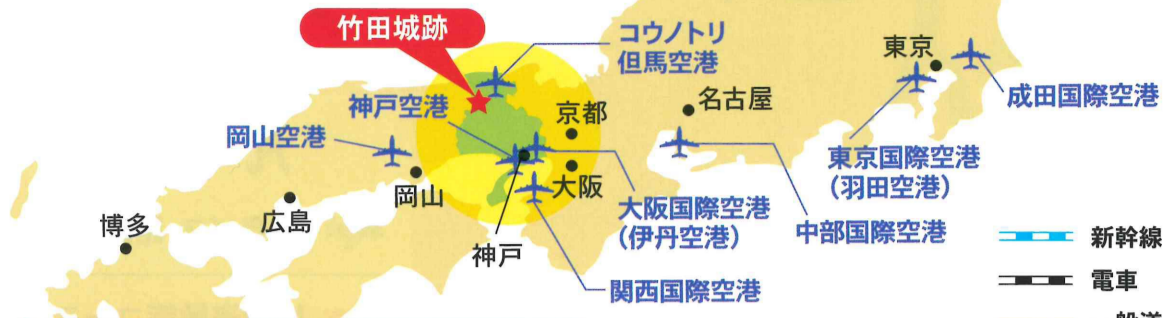 竹田城跡
コウノトリ
但馬空港
東京
成田国際空港
神戸空港
京都
名古屋
岡山空港
東京国際空港
(羽田空港)
岡山
大阪
大阪国際空港
(伊丹空港)
中部国際空港
広島
博多
神戸
関西国際空港
新幹線
電車